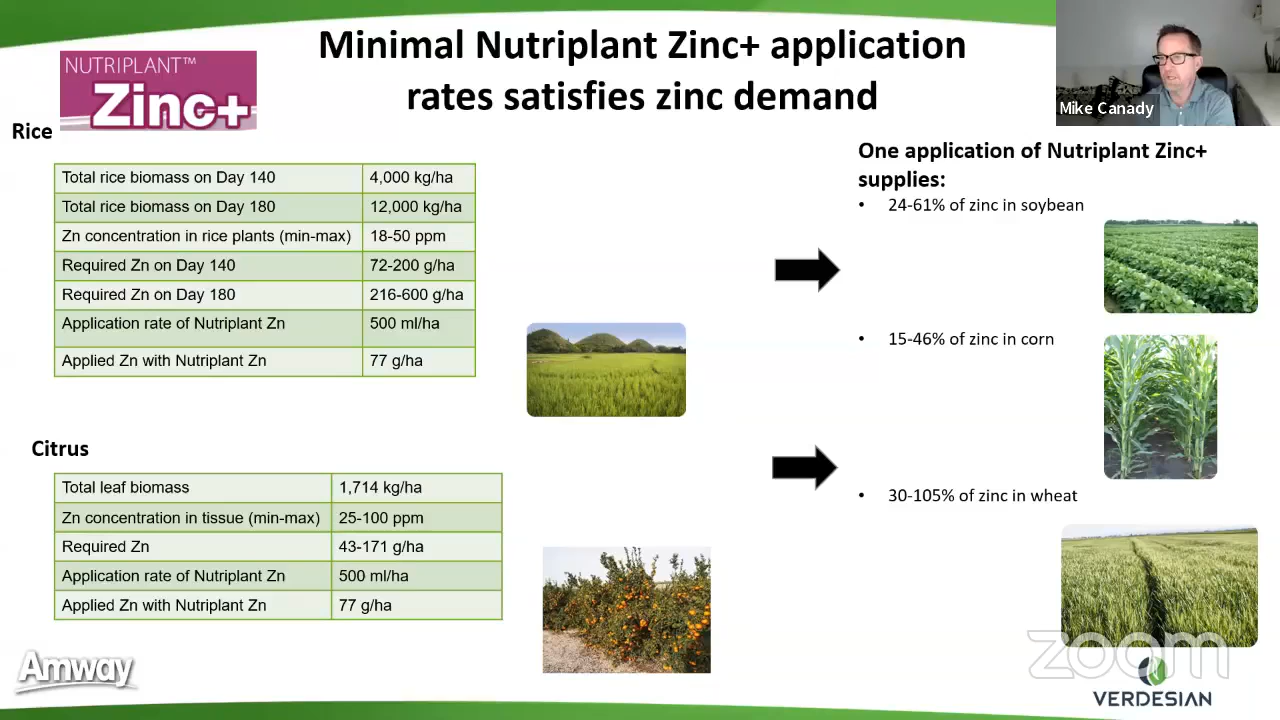 Minimal Nutriplant Zinc+ application
rates satisfies zinc demand
NUTRIPLANT™
Zinc+
Mike Canady
Rice
Total rice biomass on Day 140 4,000 kg/ha
Total rice biomass on Day 180 12,000 kg/ha
Zn concentration in rice plants (min-max) 18-50 ppm
Required Zn on Day 140 72-200 g/ha
Required Zn on Day 180 216-600 g/ha
Application rate of Nutriplant Zn 500 ml/ha
Applied Zn with Nutriplant Zn 77 g/ha
Citrus
Total leaf biomass 1,714 kg/ha
Zn concentration in tissue (min-max) 25-100 ppm
Required Zn 43-171 g/ha
Application rate of Nutriplant Zn 500 ml/ha
Applied Zn with Nutriplant Zn 77 g/ha
One application of Nutriplant Zinc+
supplies:
• 24-61% of zinc in soybean
• 15-46% of zinc in corn
• 30-105% of zinc in wheat
Amway
zoom
VERDESIAN